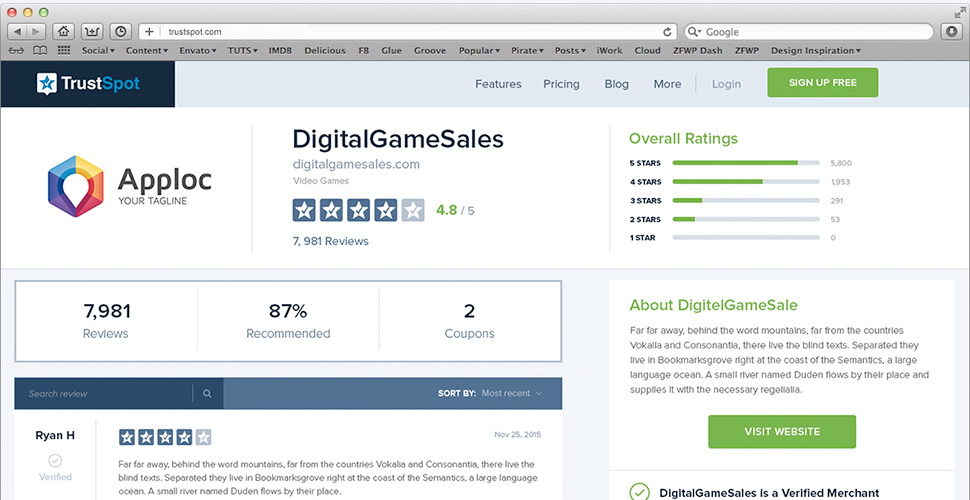 trustspot.com
Google
Social Content Envato TUTS IMDB Delicious FB Glue Groove Popular Pirate Posts iWork Cloud ZFWP Dash ZFWP Design Inspiration
TrustSpot
Features Pricing Blog More Login SIGN UP FREE
Apploc
YOUR TAGLINE
DigitalGameSales
digitalgamesales.com
Video Games
4.8 / 5
7, 981 Reviews
Overall Ratings
5 STARS 5,800
4 STARS 1,953
3 STARS 291
2 STARS 53
1 STAR 0
7,981
Reviews
87%
Recommended
2
Coupons
Search review
SORT BY: Most recent
Ryan H
Verified
Nov 25, 2015
Far far away, behind the word mountains, far from the countries Vokalia and Consonantia, there live the
blind texts. Separated they live in Bookmarksgrove right at the coast of the Semantics, a large language
ocean. A small river named Duden flows by their place.
About DigitelGameSale
Far far away, behind the word mountains, far from the countries
Vokalia and Consonantia, there live the blind texts. Separated they
live in Bookmarksgrove right at the coast of the Semantics, a large
language ocean. A small river named Duden flows by their place and
supplies it with the necessary regelialia.
VISIT WEBSITE
DigitalGameSales is a Verified Merchant